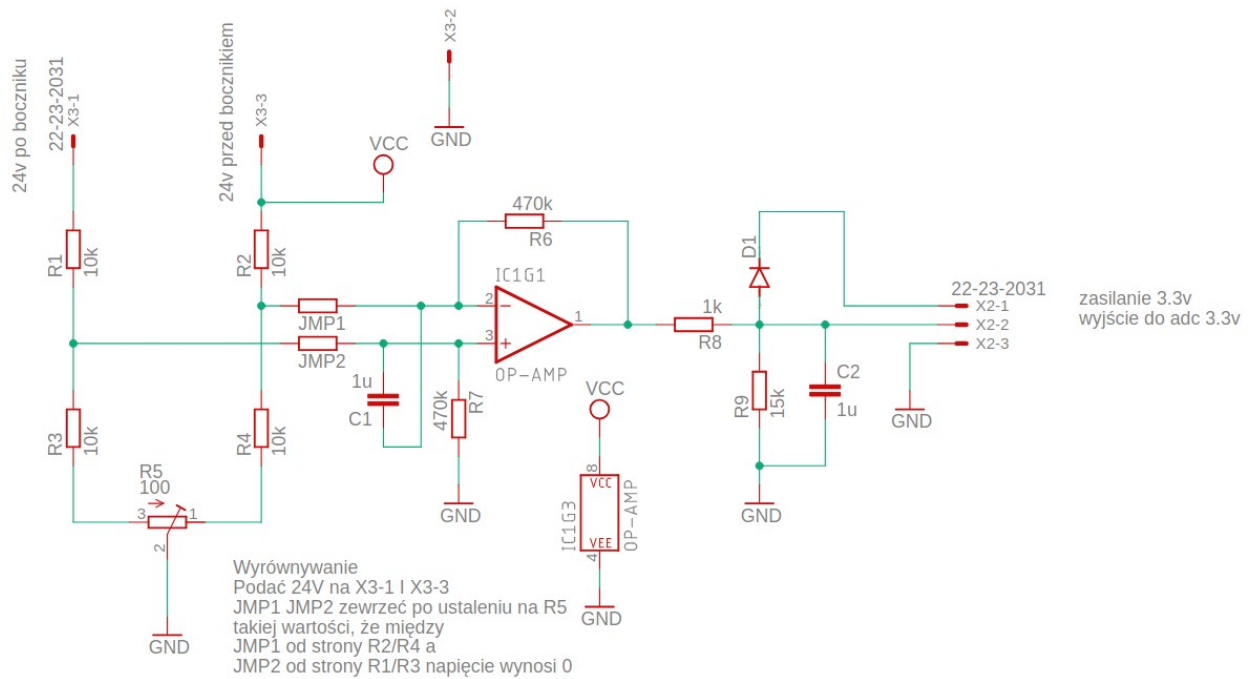 X3-2
GND
24v po boczniku
22-23-2031
X3-1
24v przed bocznikiem
X3-3
VCC
R1
10k
R2
10k
470k
R6
IC1G1
2
3
1
OP-AMP
JMP1
JMP2
1u
C1
470k
R7
GND
D1
1k
R8
22-23-2031
X2-1
X2-2
X2-3
zasilanie 3.3v
wyjście do adc 3.3v
R9
15k
C2
1u
GND
GND
R3
10k
R4
10k
R5
100
3
1
2
GND
VCC
8
VCC
VEE
4
IC1G3
OP-AMP
GND
Wyrównywanie
Podać 24V na X3-1 I X3-3
JMP1 JMP2 zewrzeć po ustaleniu na R5
takiej wartości, że między
JMP1 od strony R2/R4 a
JMP2 od strony R1/R3 napięcie wynosi 0